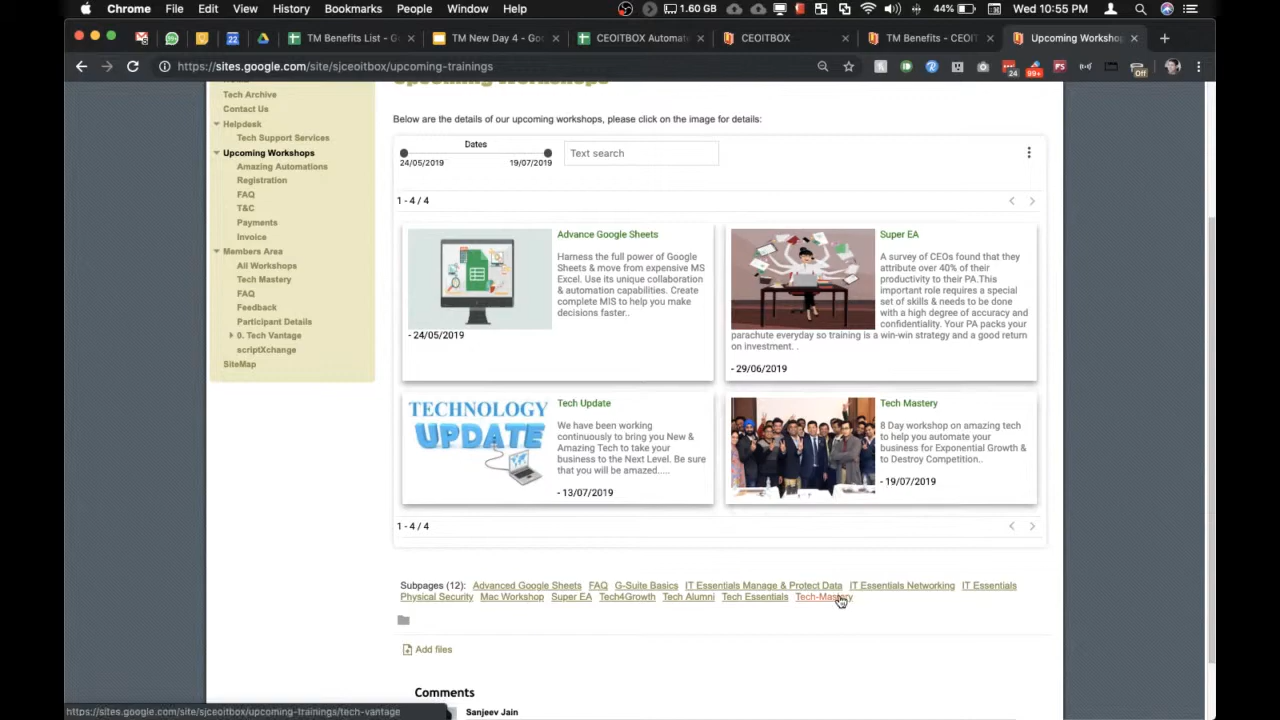 Chrome File Edit View History Bookmarks People Window Help 1.60 GB 44% Wed 10:55 PM
99+ 22 TM Benefits List - G TM New Day 4 - Goo CEOITBOX Automate CEOITBOX TM Benefits - CEOIT Upcoming Workshop
https://sites.google.com/site/sjceoitbox/upcoming-trainings 24 99+ Off
Upcoming Workshops
Tech Archive
Contact Us
Helpdesk
Tech Support Services
Upcoming Workshops
Amazing Automations
Registration
FAQ
T&C
Payments
Invoice
Members Area
All Workshops
Tech Mastery
FAQ
Feedback
Participant Details
0. Tech Vantage
scriptXchange
SiteMap
Below are the details of our upcoming workshops, please click on the image for details:
Dates
24/05/2019 19/07/2019
Text search
1 - 4 / 4
Advance Google Sheets
Harness the full power of Google
Sheets & move from expensive MS
Excel. Use its unique collaboration
& automation capabilities. Create
complete MIS to help you make
decisions faster..
- 24/05/2019
Super EA
A survey of CEOs found that they
attribute over 40% of their
productivity to their PA.This
important role requires a special
set of skills & needs to be done
with a high degree of accuracy and
confidentiality. Your PA packs your
parachute everyday so training is a win-win strategy and a good return
on investment. .
- 29/06/2019
TECHNOLOGY
UPDATE
Tech Update
We have been working
continuously to bring you New &
Amazing Tech to take your
business to the Next Level. Be sure
that you will be amazed.....
- 13/07/2019
Tech Mastery
8 Day workshop on amazing tech
to help you automate your
business for Exponential Growth &
to Destroy Competition..
- 19/07/2019
1 - 4 / 4
Subpages (12): Advanced Google Sheets FAQ G-Suite Basics IT Essentials Manage & Protect Data IT Essentials Networking IT Essentials
Physical Security Mac Workshop Super EA Tech4Growth Tech Alumni Tech Essentials Tech-Mastery
Add files
Comments
Sanjeev Jain
https://sites.google.com/site/sjceoitbox/upcoming-trainings/tech-vantage